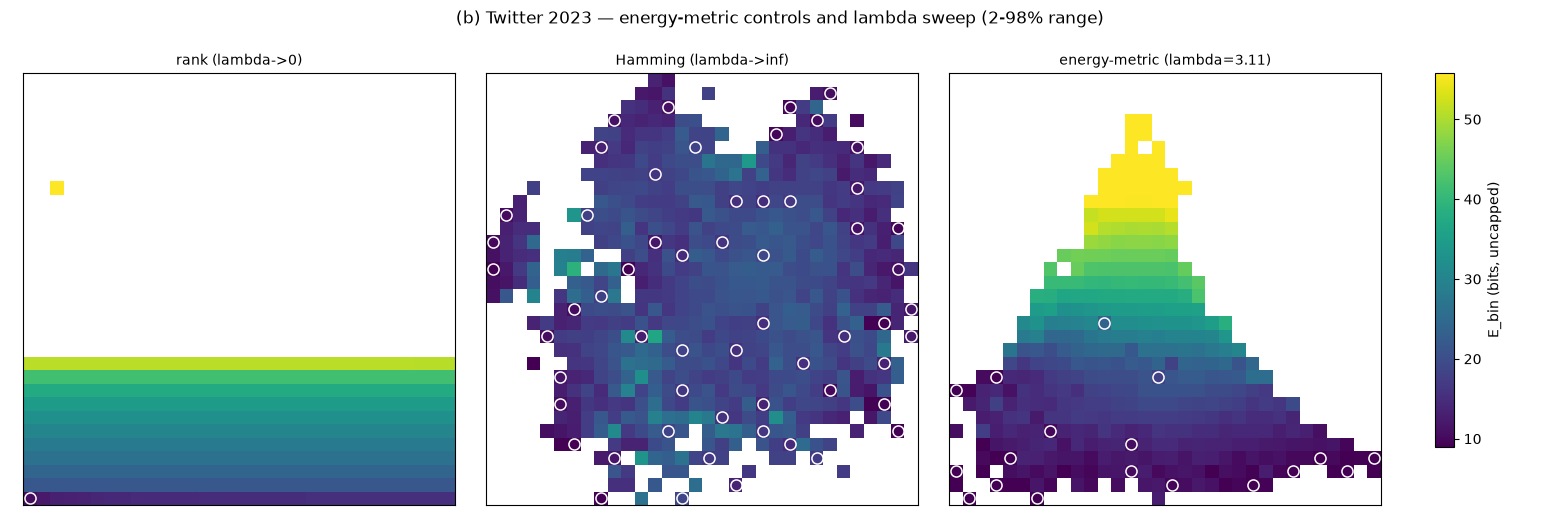 (b) Twitter 2023 — energy-metric controls and lambda sweep (2-98% range)
rank (lambda->0)
Hamming (lambda->inf)
energy-metric (lambda=3.11)
50
40
30
20
10
E_bin (bits, uncapped)